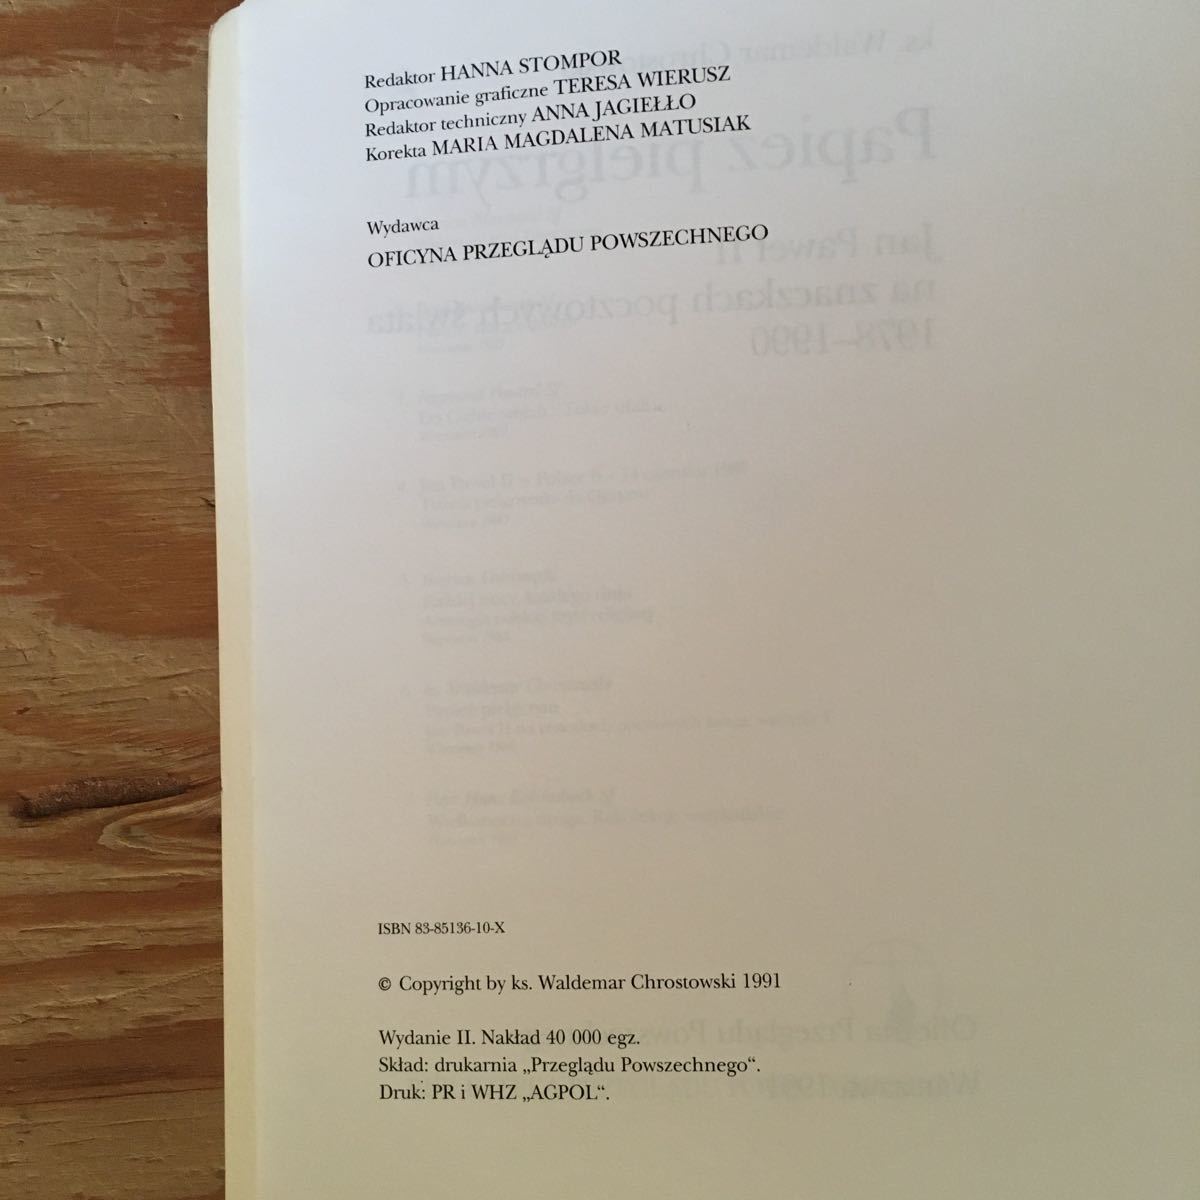 Redaktor HANNA STOMPOR
Opracowanie graficzne TERESA WIERUSZ
Redaktor techniczny ANNA JAGIEŁŁO
Korekta MARIA MAGDALENA MATUSIAK
Wydawca
OFICYNA PRZEGLĄDU POWSZECHNEGO
ISBN 83-85136-10-X
© Copyright by ks. Waldemar Chrostowski 1991
Wydanie II. Nakład 40 000 egz.
Skład: drukarnia „Przeglądu Powszechnego“.
Druk: PR i WHZ „AGPOL“.